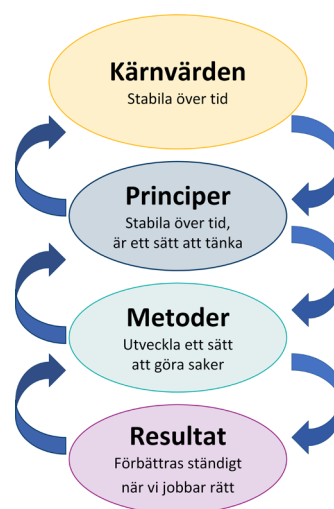 Kärnvärden
Stabila över tid
Principer
Stabila över tid,
är ett sätt att tänka
Metoder
Utveckla ett sätt
att göra saker
Resultat
Förbättras ständigt
när vi jobbar rätt